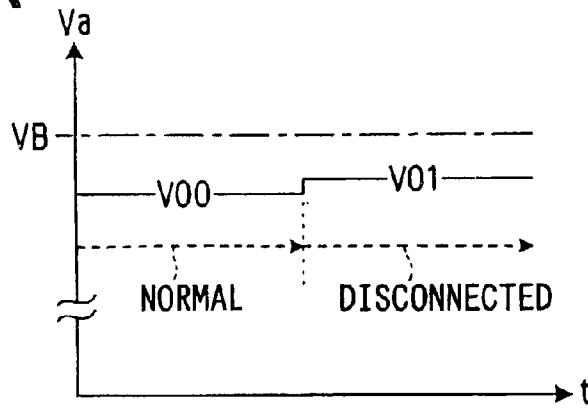 Va
VB
V00
V01
NORMAL
DISCONNECTED
t